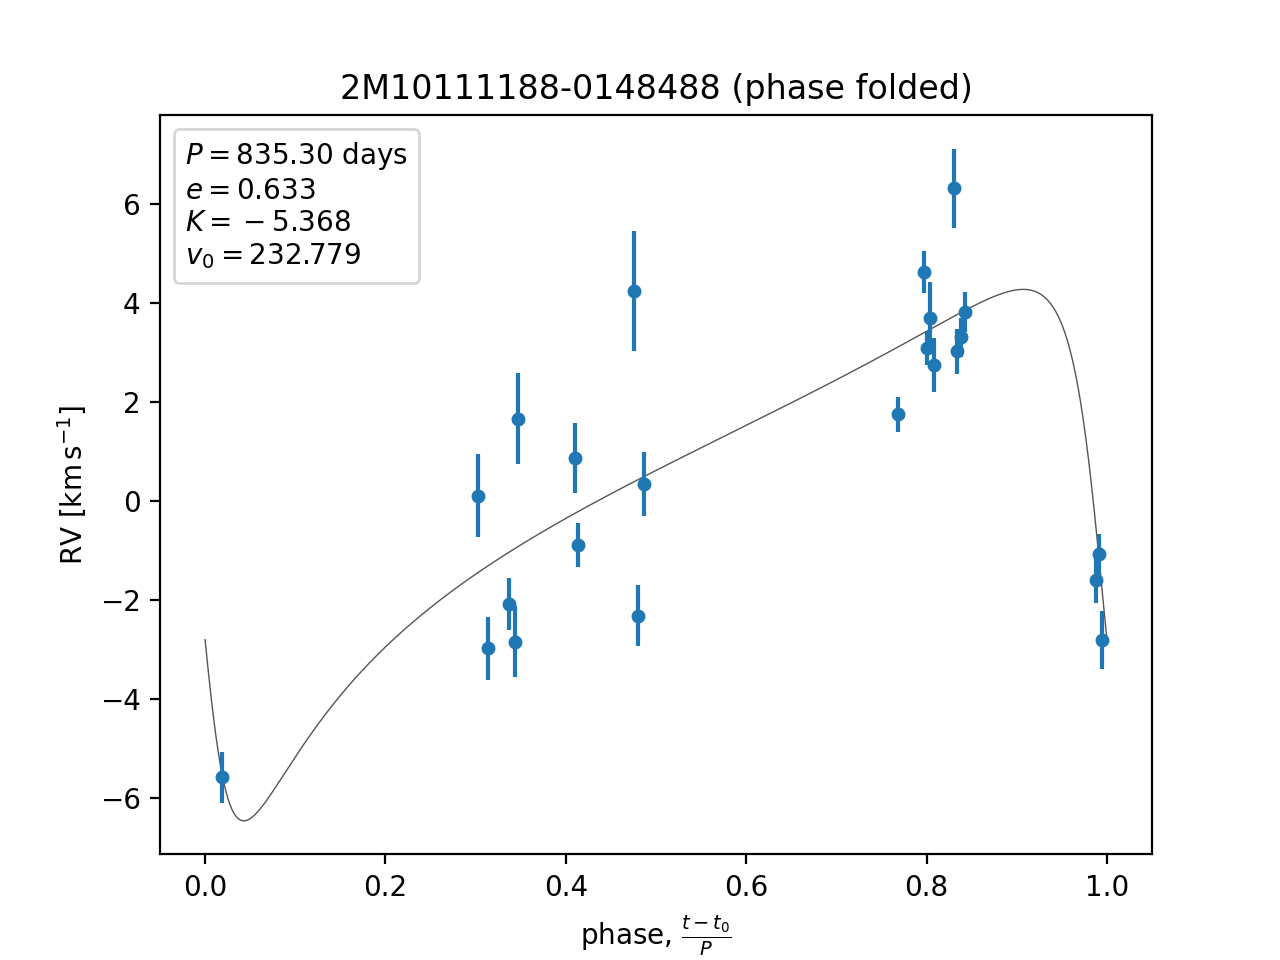 2M10111188-0148488 (phase folded)
P = 835.30 days
e = 0.633
K = −5.368
v₀ = 232.779
6
4
2
0
−2
−4
−6
RV [km s⁻¹]
0.0 0.2 0.4 0.6 0.8 1.0
phase, (t − t₀)/P